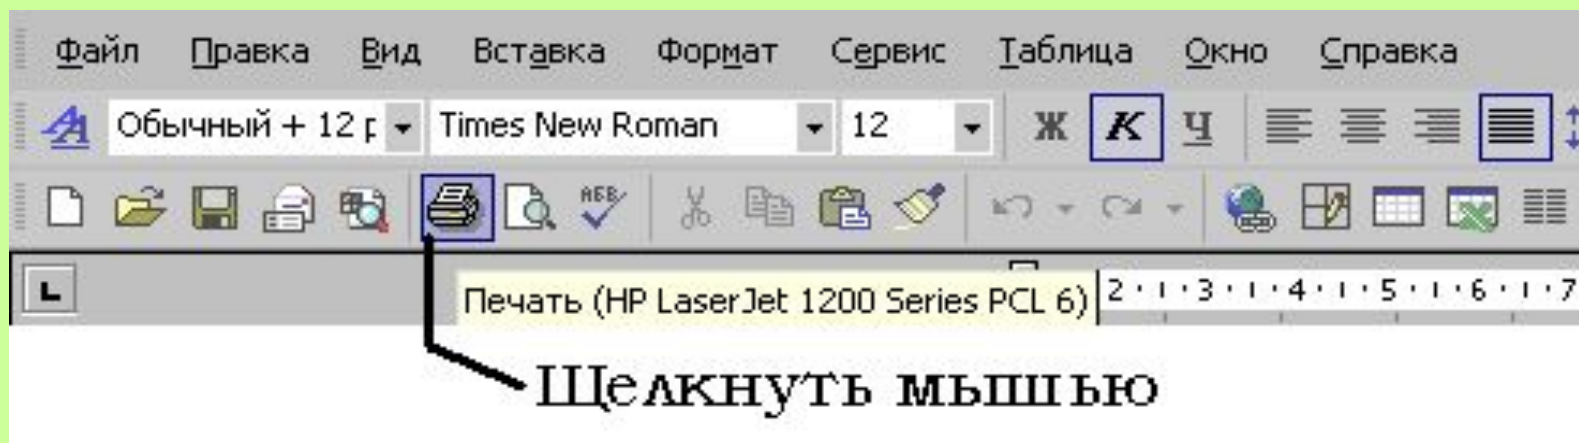 Файл Правка Вид Вставка Формат Сервис Таблица Окно Справка
Обычный + 12 р Times New Roman 12 Ж К Ч
АБВ
Печать (HP LaserJet 1200 Series PCL 6) 2 · 1 · 3 · 1 · 4 · 1 · 5 · 1 · 6 · 1 · 7
Щелкнуть мышью